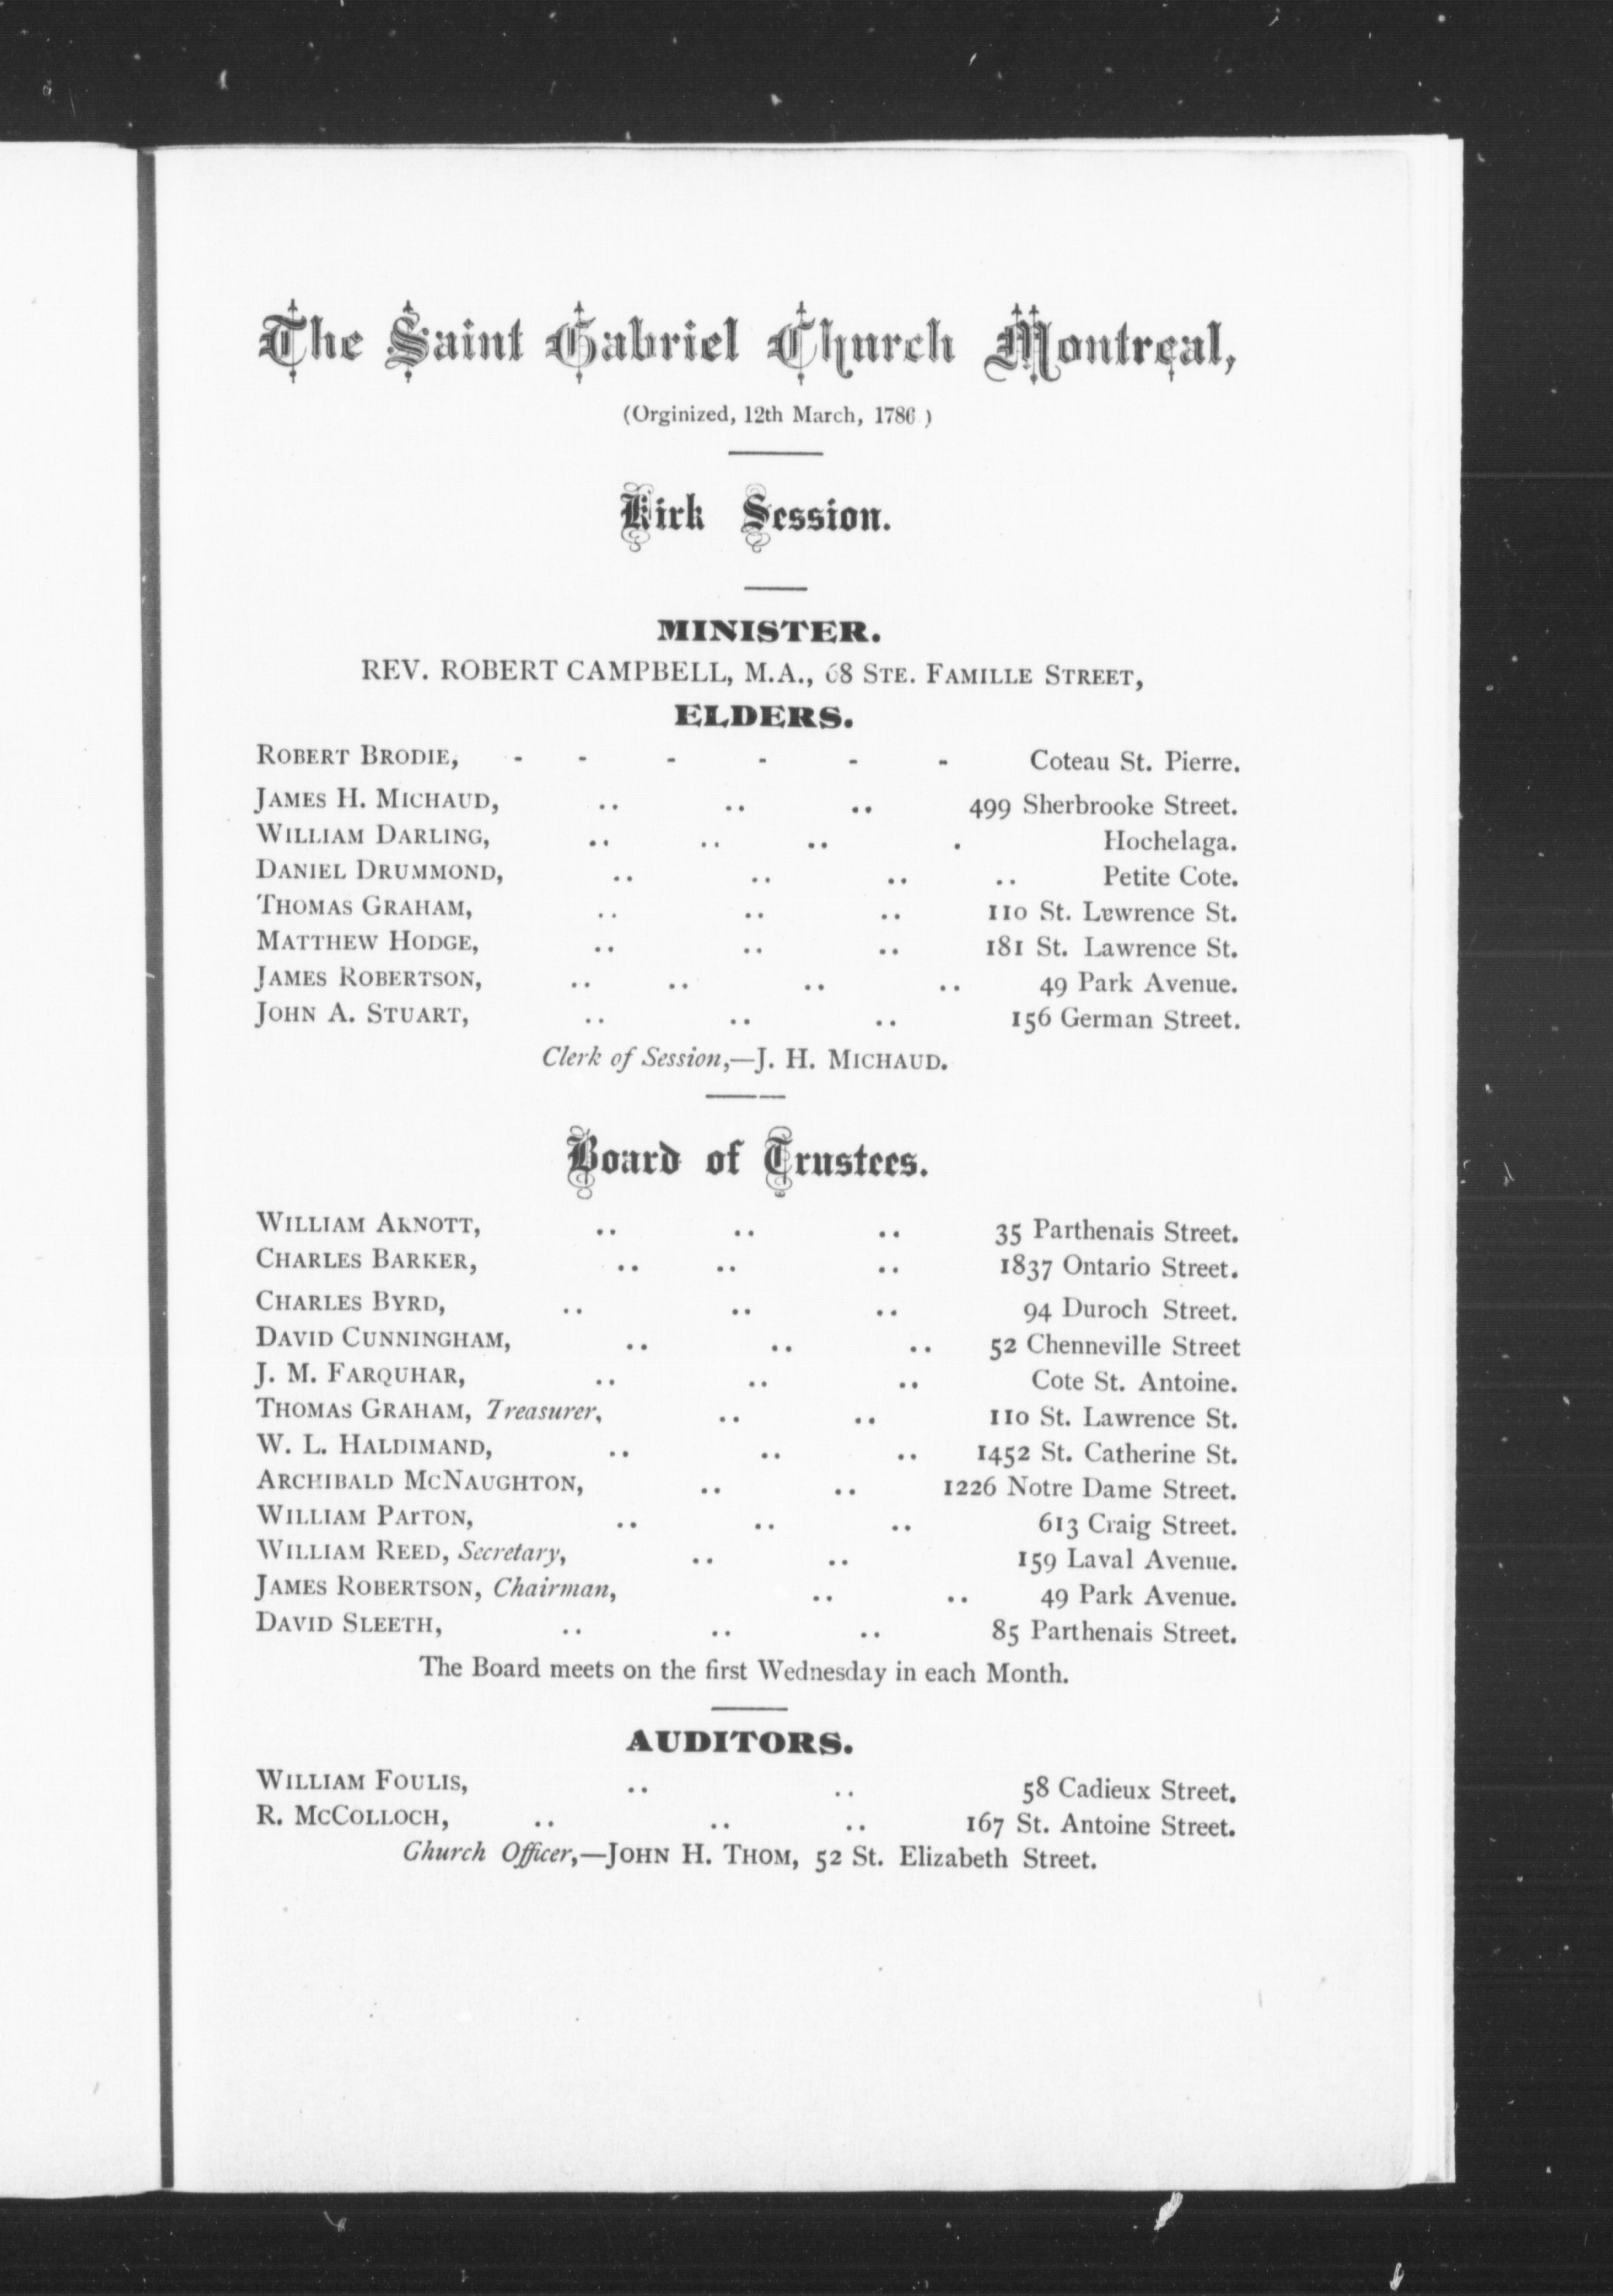 The Saint Gabriel Church Montreal,
(Orginized, 12th March, 1786)
Kirk Session.
MINISTER.
REV. ROBERT CAMPBELL, M.A., 68 STE. FAMILLE STREET,
ELDERS.
ROBERT BRODIE, - - - - - - Coteau St. Pierre.
JAMES H. MICHAUD, .. .. .. 499 Sherbrooke Street.
WILLIAM DARLING, .. .. .. . Hochelaga.
DANIEL DRUMMOND, .. .. .. .. Petite Cote.
THOMAS GRAHAM, .. .. .. 110 St. Lewrence St.
MATTHEW HODGE, .. .. .. 181 St. Lawrence St.
JAMES ROBERTSON, .. .. .. .. 49 Park Avenue.
JOHN A. STUART, .. .. .. 156 German Street.
Clerk of Session,—J. H. MICHAUD.
Board of Trustees.
WILLIAM ARNOTT, .. .. .. 35 Parthenais Street.
CHARLES BARKER, .. .. .. 1837 Ontario Street.
CHARLES BYRD, .. .. .. 94 Duroch Street.
DAVID CUNNINGHAM, .. .. .. 52 Chenneville Street
J. M. FARQUHAR, .. .. .. Cote St. Antoine.
THOMAS GRAHAM, Treasurer, .. .. 110 St. Lawrence St.
W. L. HALDIMAND, .. .. .. 1452 St. Catherine St.
ARCHIBALD MCNAUGHTON, .. .. 1226 Notre Dame Street.
WILLIAM PATTON, .. .. .. 613 Craig Street.
WILLIAM REED, Secretary, .. .. 159 Laval Avenue.
JAMES ROBERTSON, Chairman, .. .. 49 Park Avenue.
DAVID SLEETH, .. .. .. 85 Parthenais Street.
The Board meets on the first Wednesday in each Month.
AUDITORS.
WILLIAM FOULIS, .. .. 58 Cadieux Street.
R. MCCOLLOCH, .. .. .. 167 St. Antoine Street.
Church Officer,—JOHN H. THOM, 52 St. Elizabeth Street.